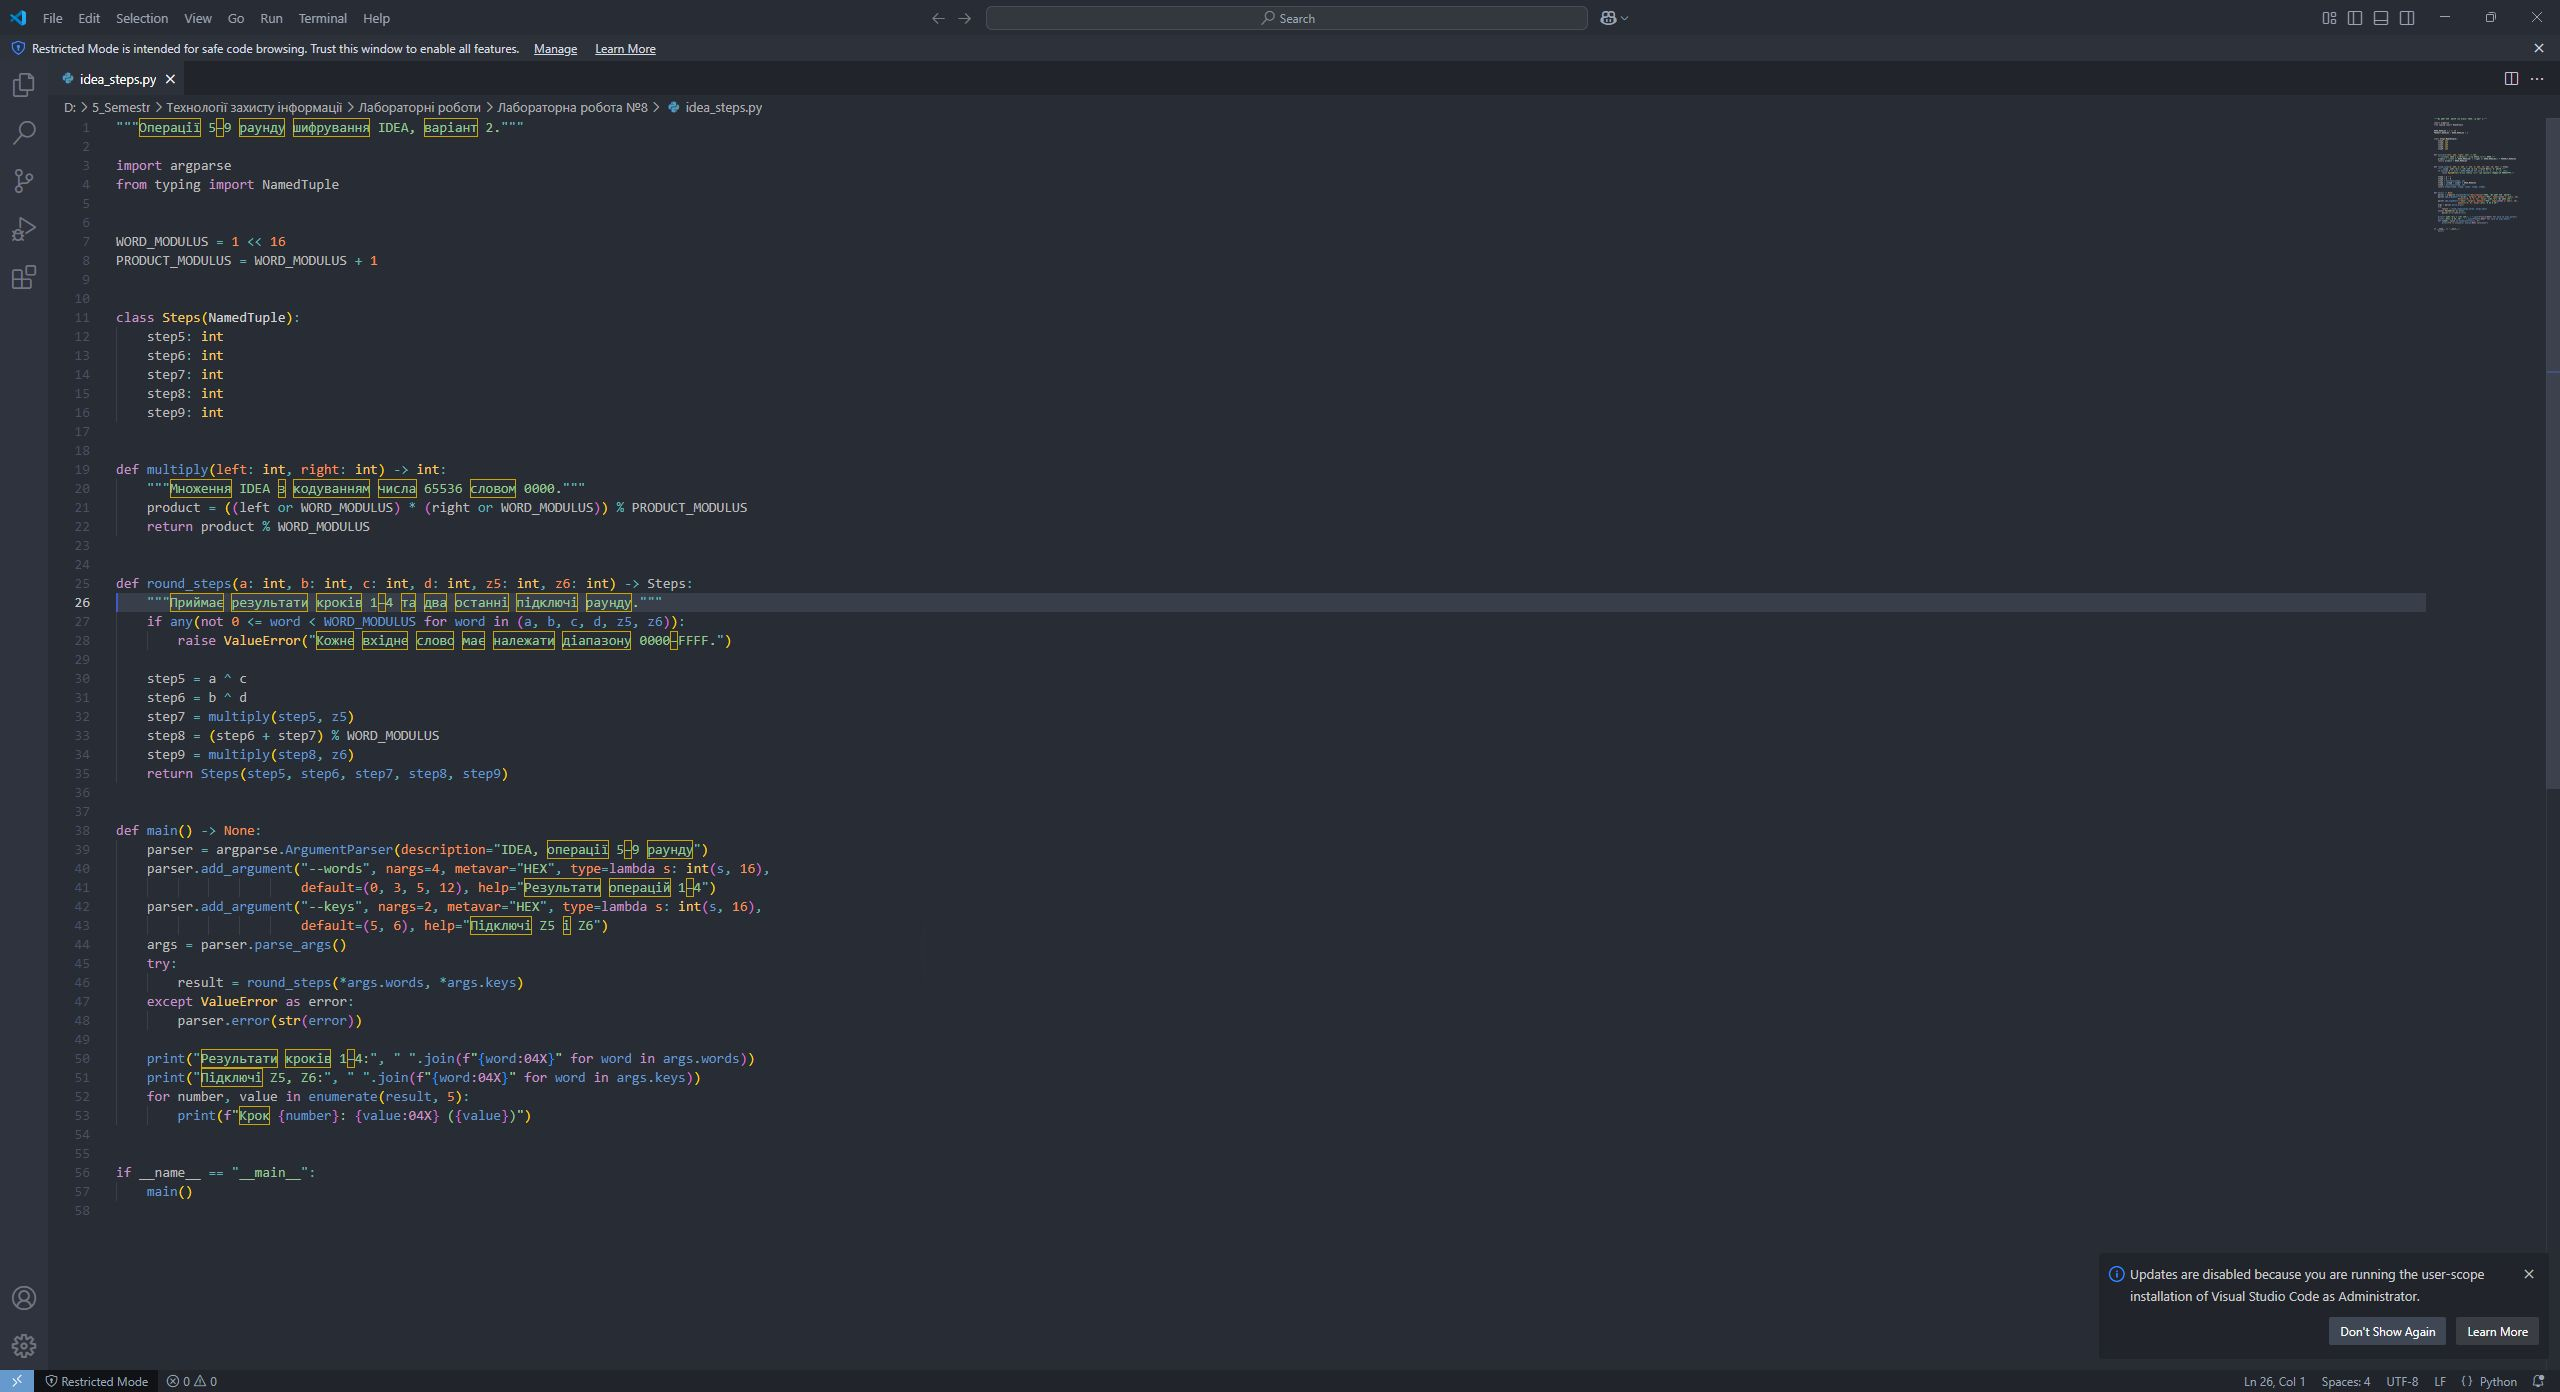 File Edit Selection View Go Run Terminal Help
Search
Restricted Mode is intended for safe code browsing. Trust this window to enable all features. Manage Learn More
idea_steps.py
D: > 5_Semestr > Технології захисту інформації > Лабораторні роботи > Лабораторна робота №8 > idea_steps.py
1 """Операції 5–9 раунду шифрування IDEA, варіант 2."""
2
3 import argparse
4 from typing import NamedTuple
5
6
7 WORD_MODULUS = 1 << 16
8 PRODUCT_MODULUS = WORD_MODULUS + 1
9
10
11 class Steps(NamedTuple):
12     step5: int
13     step6: int
14     step7: int
15     step8: int
16     step9: int
17
18
19 def multiply(left: int, right: int) -> int:
20     """Множення IDEA з кодуванням числа 65536 словом 0000."""
21     product = ((left or WORD_MODULUS) * (right or WORD_MODULUS)) % PRODUCT_MODULUS
22     return product % WORD_MODULUS
23
24
25 def round_steps(a: int, b: int, c: int, d: int, z5: int, z6: int) -> Steps:
26     """Приймає результати кроків 1–4 та два останні підключі раунду."""
27     if any(not 0 <= word < WORD_MODULUS for word in (a, b, c, d, z5, z6)):
28         raise ValueError("Кожне вхідне слово має належати діапазону 0000–FFFF.")
29
30     step5 = a ^ c
31     step6 = b ^ d
32     step7 = multiply(step5, z5)
33     step8 = (step6 + step7) % WORD_MODULUS
34     step9 = multiply(step8, z6)
35     return Steps(step5, step6, step7, step8, step9)
36
37
38 def main() -> None:
39     parser = argparse.ArgumentParser(description="IDEA, операції 5–9 раунду")
40     parser.add_argument("--words", nargs=4, metavar="HEX", type=lambda s: int(s, 16),
41                         default=(0, 3, 5, 12), help="Результати операцій 1–4")
42     parser.add_argument("--keys", nargs=2, metavar="HEX", type=lambda s: int(s, 16),
43                         default=(5, 6), help="Підключі Z5 і Z6")
44     args = parser.parse_args()
45     try:
46         result = round_steps(*args.words, *args.keys)
47     except ValueError as error:
48         parser.error(str(error))
49
50     print("Результати кроків 1–4:", " ".join(f"{word:04X}" for word in args.words))
51     print("Підключі Z5, Z6:", " ".join(f"{word:04X}" for word in args.keys))
52     for number, value in enumerate(result, 5):
53         print(f"Крок {number}: {value:04X} ({value})")
54
55
56 if __name__ == "__main__":
57     main()
58
Updates are disabled because you are running the user-scope
installation of Visual Studio Code as Administrator.
Don't Show Again Learn More
Restricted Mode 0 0 Ln 26, Col 1 Spaces: 4 UTF-8 LF {} Python